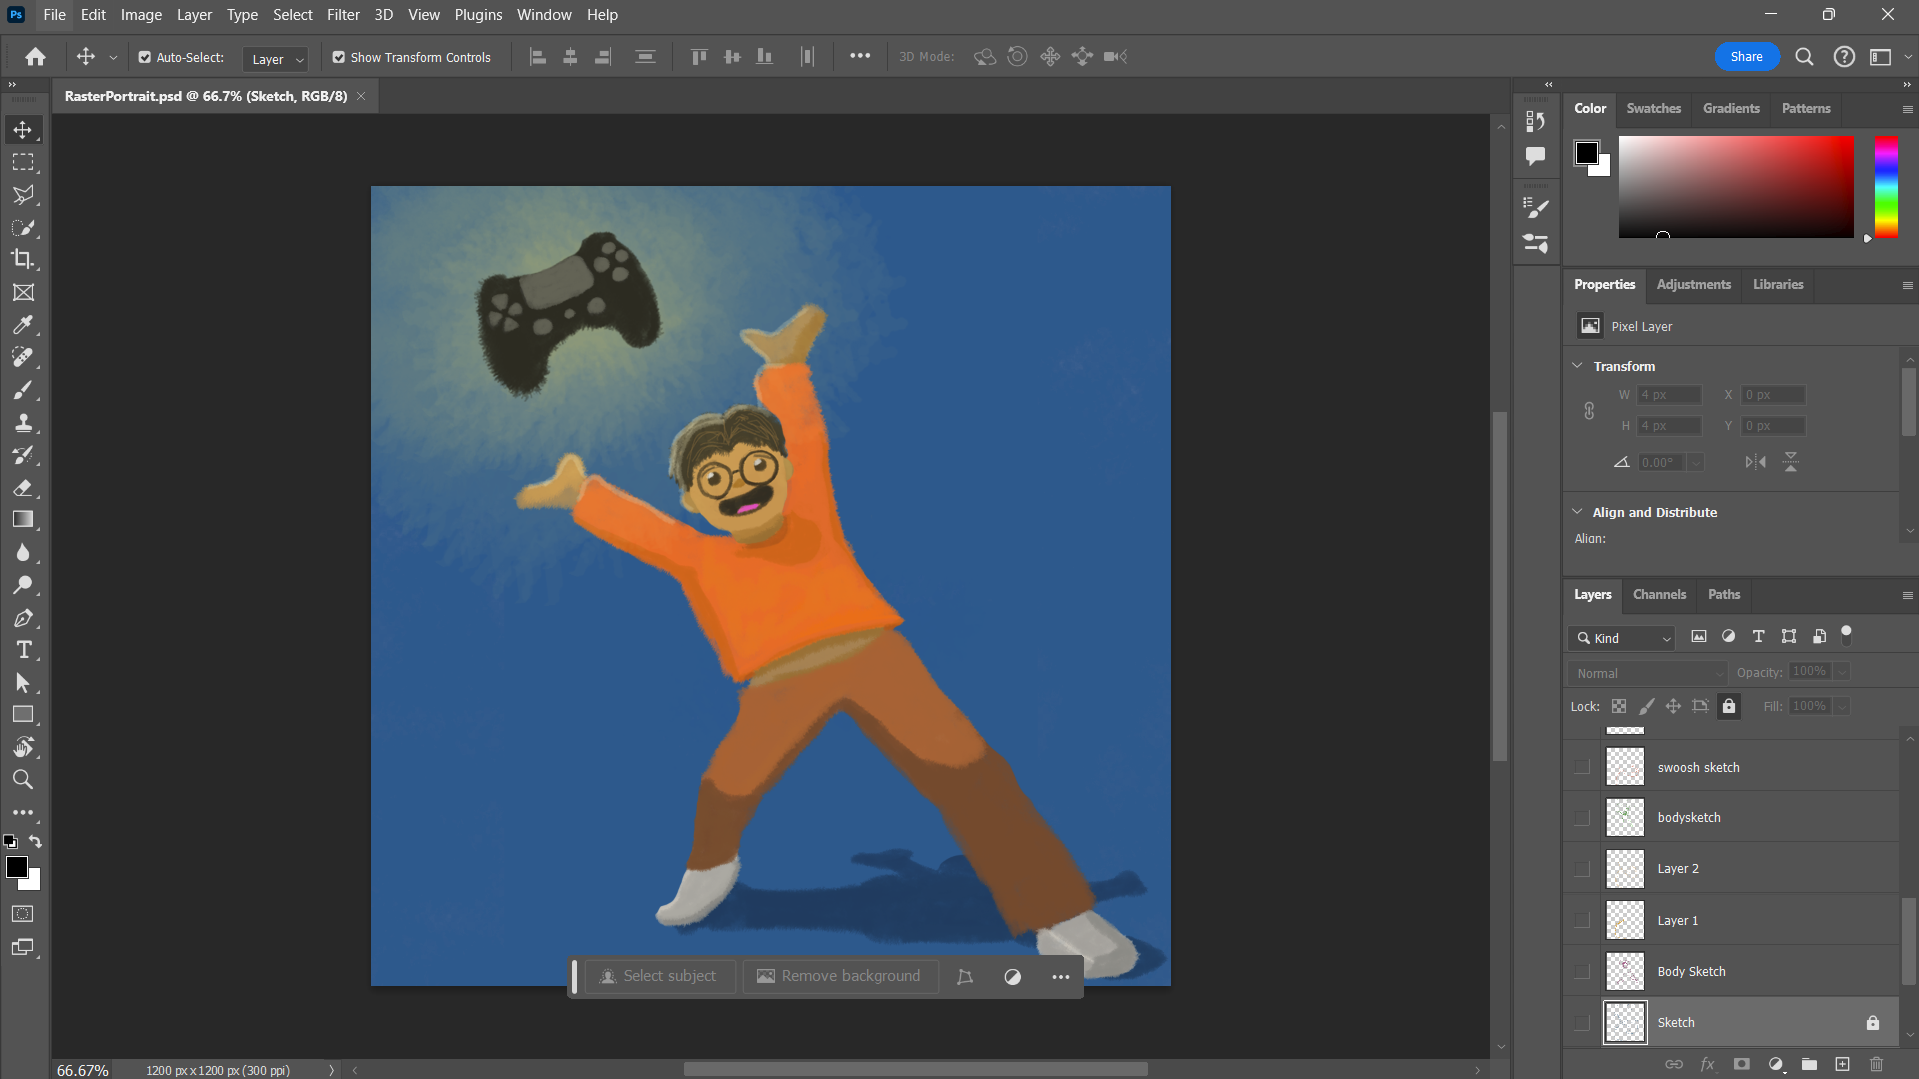 Ps File Edit Image Layer Type Select Filter 3D View Plugins Window Help
Auto-Select: Layer Show Transform Controls 3D Mode: Share
RasterPortrait.psd @ 66.7% (Sketch, RGB/8)
Color Swatches Gradients Patterns
Properties Adjustments Libraries
Pixel Layer
Transform
W 4 px X 0 px
H 4 px Y 0 px
0.00°
Align and Distribute
Align:
Layers Channels Paths
Kind
Normal Opacity: 100%
Lock: Fill: 100%
swoosh sketch
bodysketch
Layer 2
Layer 1
Body Sketch
Sketch
fx
Select subject Remove background
66.67% 1200 px x 1200 px (300 ppi)